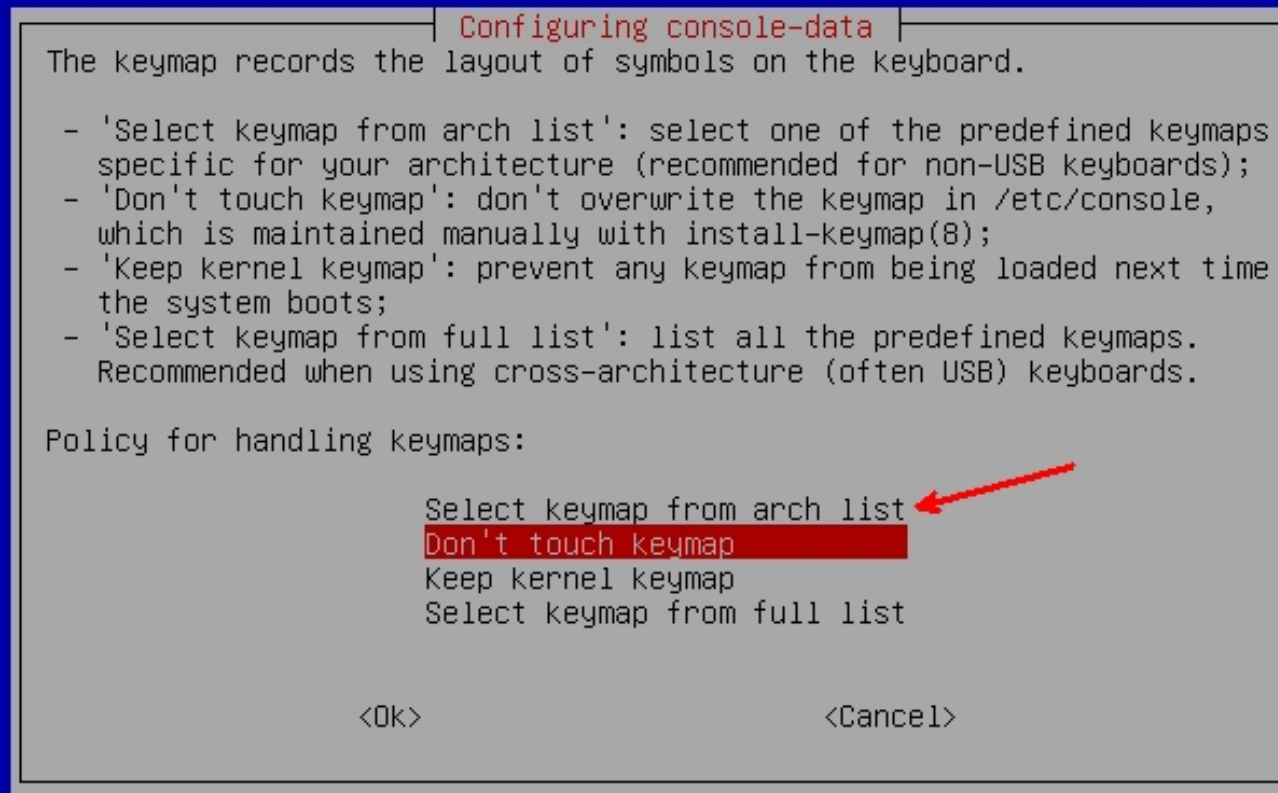 Configuring console-data
The keymap records the layout of symbols on the keyboard.
- 'Select keymap from arch list': select one of the predefined keymaps
specific for your architecture (recommended for non-USB keyboards);
- 'Don't touch keymap': don't overwrite the keymap in /etc/console,
which is maintained manually with install-keymap(8);
- 'Keep kernel keymap': prevent any keymap from being loaded next time
the system boots;
- 'Select keymap from full list': list all the predefined keymaps.
Recommended when using cross-architecture (often USB) keyboards.
Policy for handling keymaps:
Select keymap from arch list
Don't touch keymap
Keep kernel keymap
Select keymap from full list
<Ok> <Cancel>